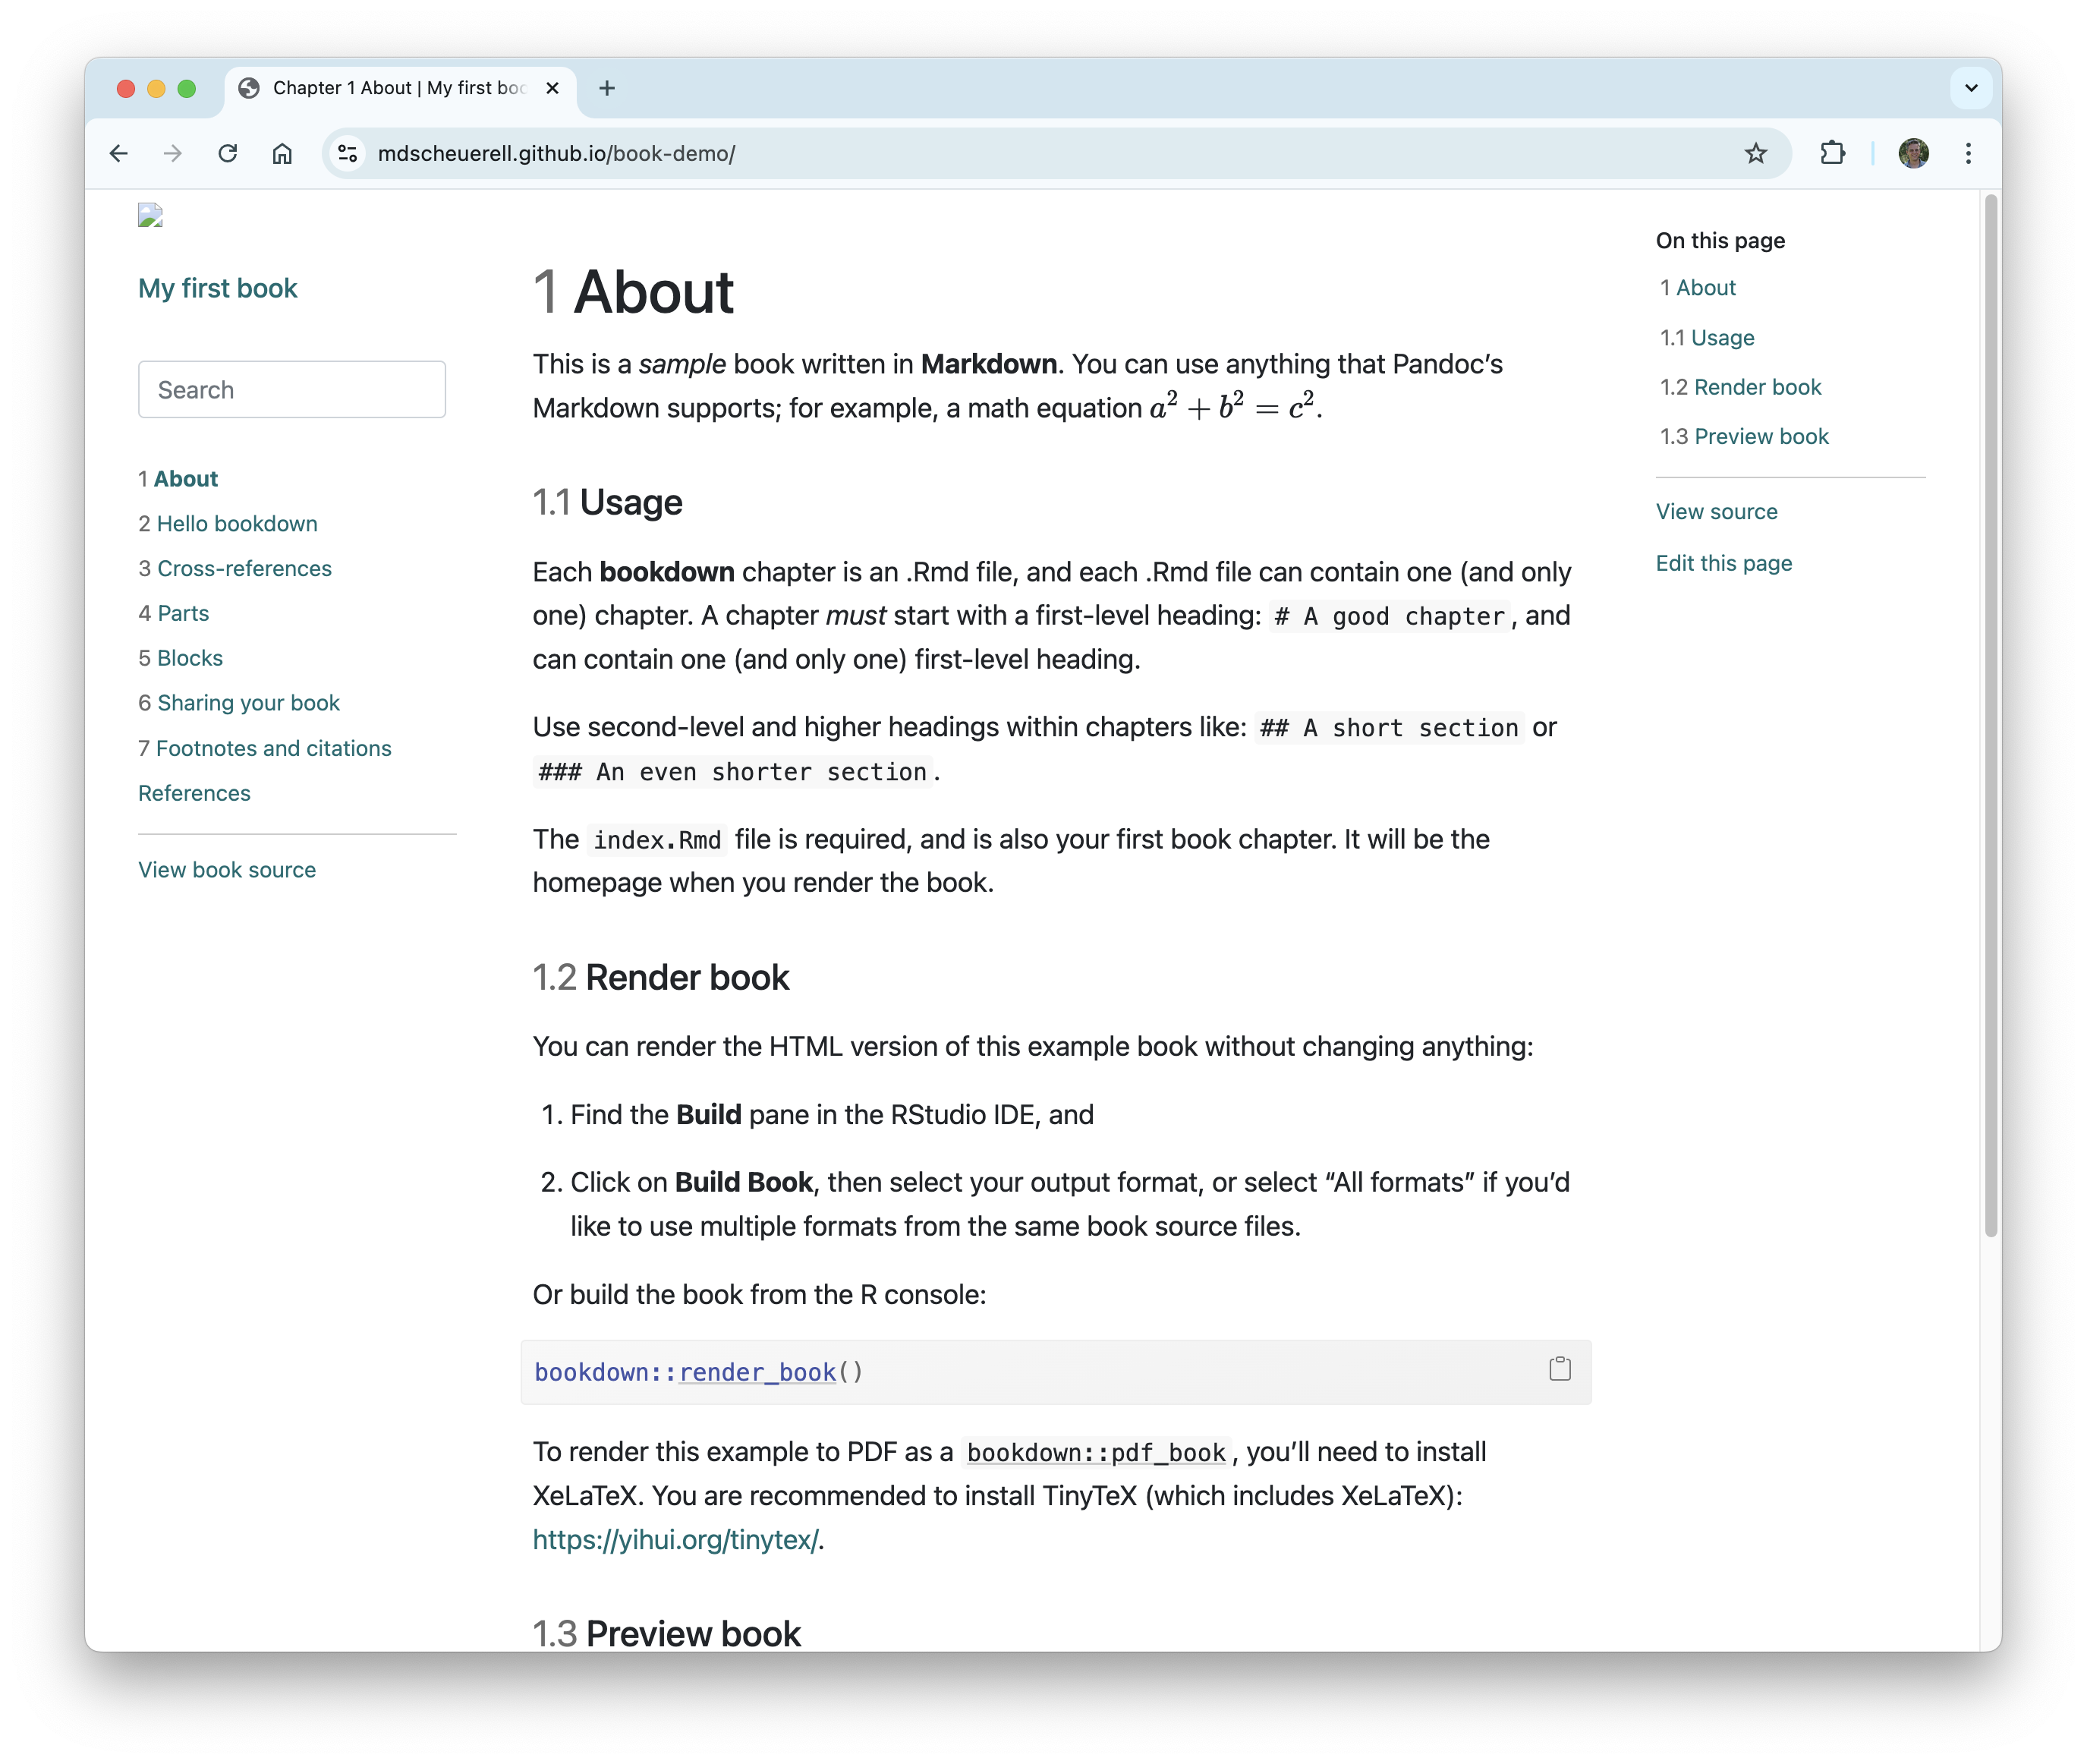 Chapter 1 About | My first boo
mdscheuerell.github.io/book-demo/
My first book
Search
1 About
2 Hello bookdown
3 Cross-references
4 Parts
5 Blocks
6 Sharing your book
7 Footnotes and citations
References
View book source
1 About
This is a sample book written in Markdown. You can use anything that Pandoc’s
Markdown supports; for example, a math equation a² + b² = c².
1.1 Usage
Each bookdown chapter is an .Rmd file, and each .Rmd file can contain one (and only
one) chapter. A chapter must start with a first-level heading: # A good chapter, and
can contain one (and only one) first-level heading.
Use second-level and higher headings within chapters like: ## A short section or
### An even shorter section.
The index.Rmd file is required, and is also your first book chapter. It will be the
homepage when you render the book.
1.2 Render book
You can render the HTML version of this example book without changing anything:
1. Find the Build pane in the RStudio IDE, and
2. Click on Build Book, then select your output format, or select “All formats” if you’d
like to use multiple formats from the same book source files.
Or build the book from the R console:
bookdown::render_book()
To render this example to PDF as a bookdown::pdf_book, you’ll need to install
XeLaTeX. You are recommended to install TinyTeX (which includes XeLaTeX):
https://yihui.org/tinytex/.
1.3 Preview book
On this page
1 About
1.1 Usage
1.2 Render book
1.3 Preview book
View source
Edit this page